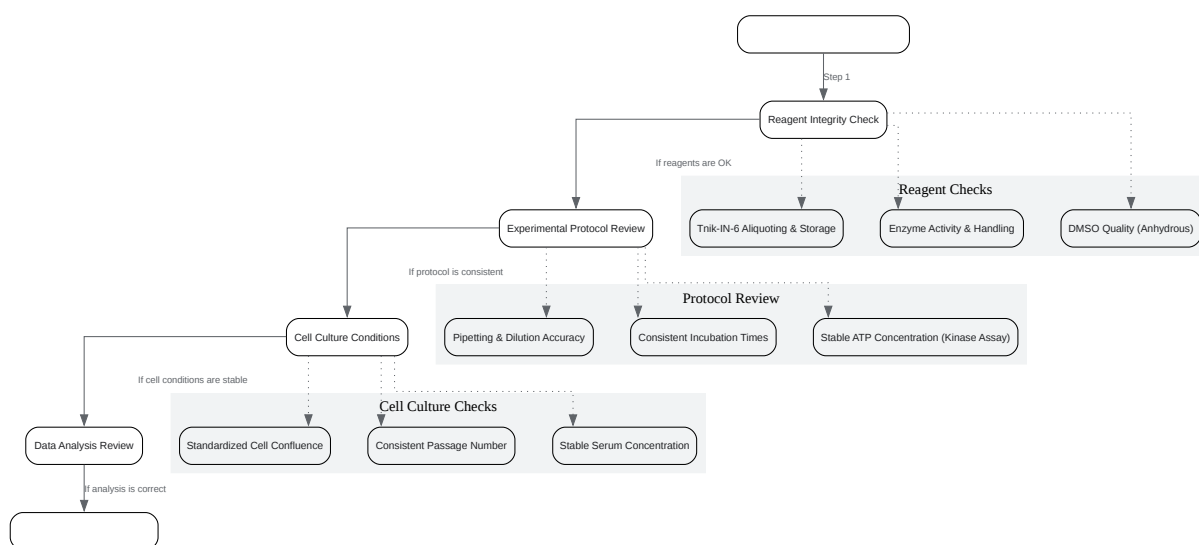 Step 1
Reagent Integrity Check
If reagents are OK
Reagent Checks
Tnik-IN-6 Aliquoting & Storage
Enzyme Activity & Handling
DMSO Quality (Anhydrous)
Experimental Protocol Review
If protocol is consistent
Protocol Review
Pipetting & Dilution Accuracy
Consistent Incubation Times
Stable ATP Concentration (Kinase Assay)
Cell Culture Conditions
If cell conditions are stable
Cell Culture Checks
Standardized Cell Confluence
Consistent Passage Number
Stable Serum Concentration
Data Analysis Review
If analysis is correct